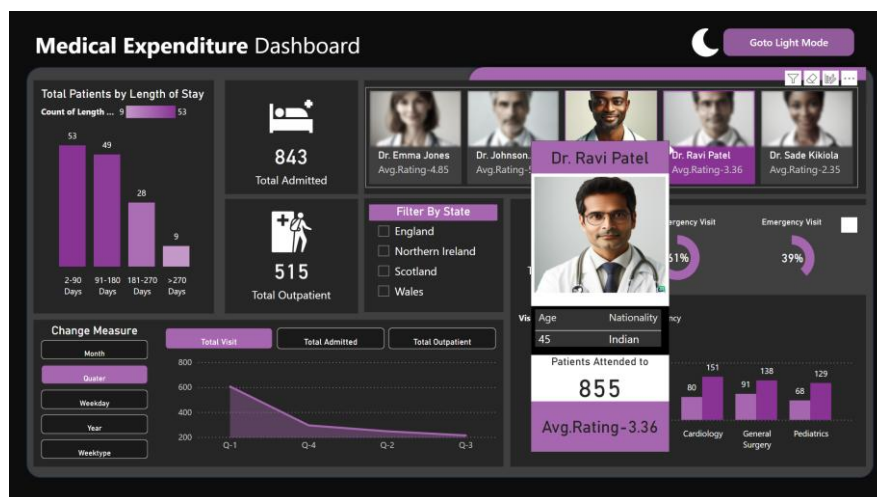 Medical Expenditure Dashboard
Goto Light Mode
Total Patients by Length of Stay
Count of Length ... 9 53
53
49
28
9
2-90 Days
91-180 Days
181-270 Days
>270 Days
843
Total Admitted
515
Total Outpatient
Dr. Emma Jones
Avg.Rating-4.85
Dr. Johnson.
Avg.Rating-
Dr. Ravi Patel
Avg.Rating-3.36
Dr. Sade Kikiola
Avg.Rating-2.35
Filter By State
England
Northern Ireland
Scotland
Wales
Dr. Ravi Patel
Age Nationality
45 Indian
Patients Attended to
855
Avg.Rating-3.36
ergency Visit
51%
Emergency Visit
39%
Vis
ncy
80
151
91
138
68
129
Cardiology
General Surgery
Pediatrics
Change Measure
Month
Quater
Weekday
Year
Weektype
Total Visit
Total Admitted
Total Outpatient
800
600
400
200
Q-1
Q-4
Q-2
Q-3